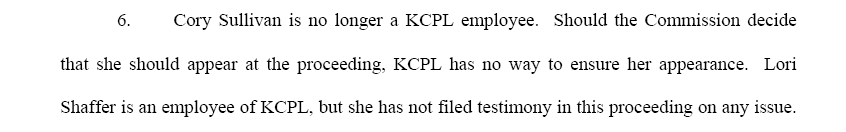 6. Cory Sullivan is no longer a KCPL employee. Should the Commission decide
that she should appear at the proceeding, KCPL has no way to ensure her appearance. Lori
Shaffer is an employee of KCPL, but she has not filed testimony in this proceeding on any issue.